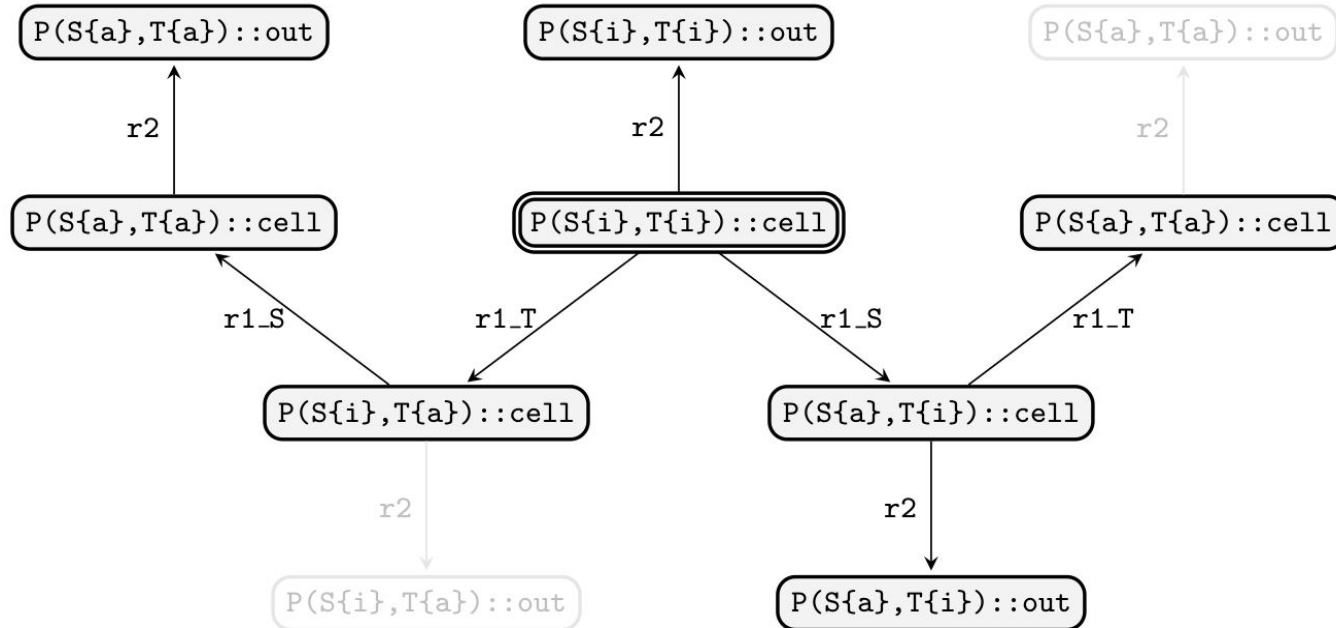 P(S{a},T{a})::out
P(S{i},T{i})::out
P(S{a},T{a})::out
r2
r2
r2
P(S{a},T{a})::cell
P(S{i},T{i})::cell
P(S{a},T{a})::cell
r1_S
r1_T
r1_S
r1_T
P(S{i},T{a})::cell
P(S{a},T{i})::cell
r2
r2
P(S{i},T{a})::out
P(S{a},T{i})::out